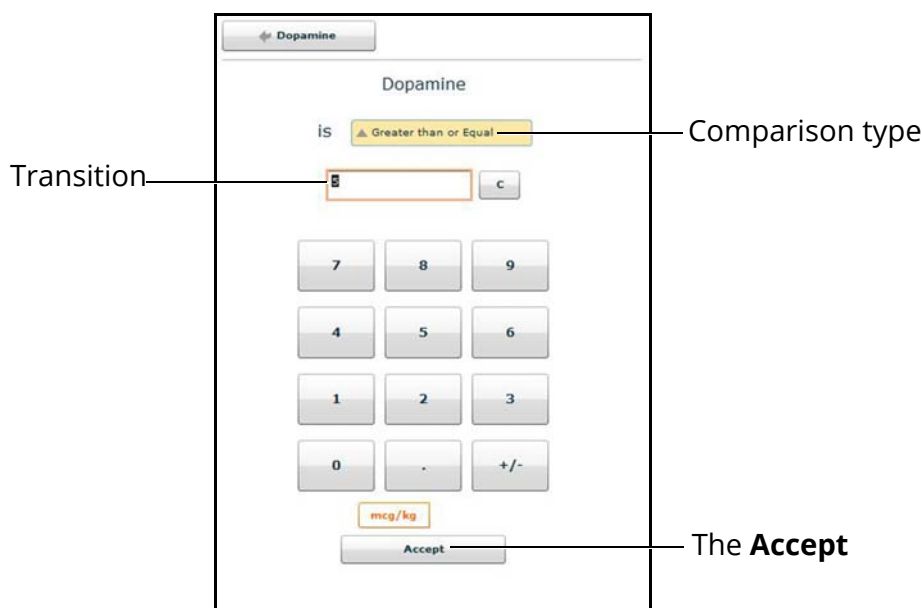 Dopamine
Dopamine
is Greater than or Equal
Comparison type
Transition
5 C
7 8 9
4 5 6
1 2 3
0 . +/-
mcg/kg
Accept
The Accept